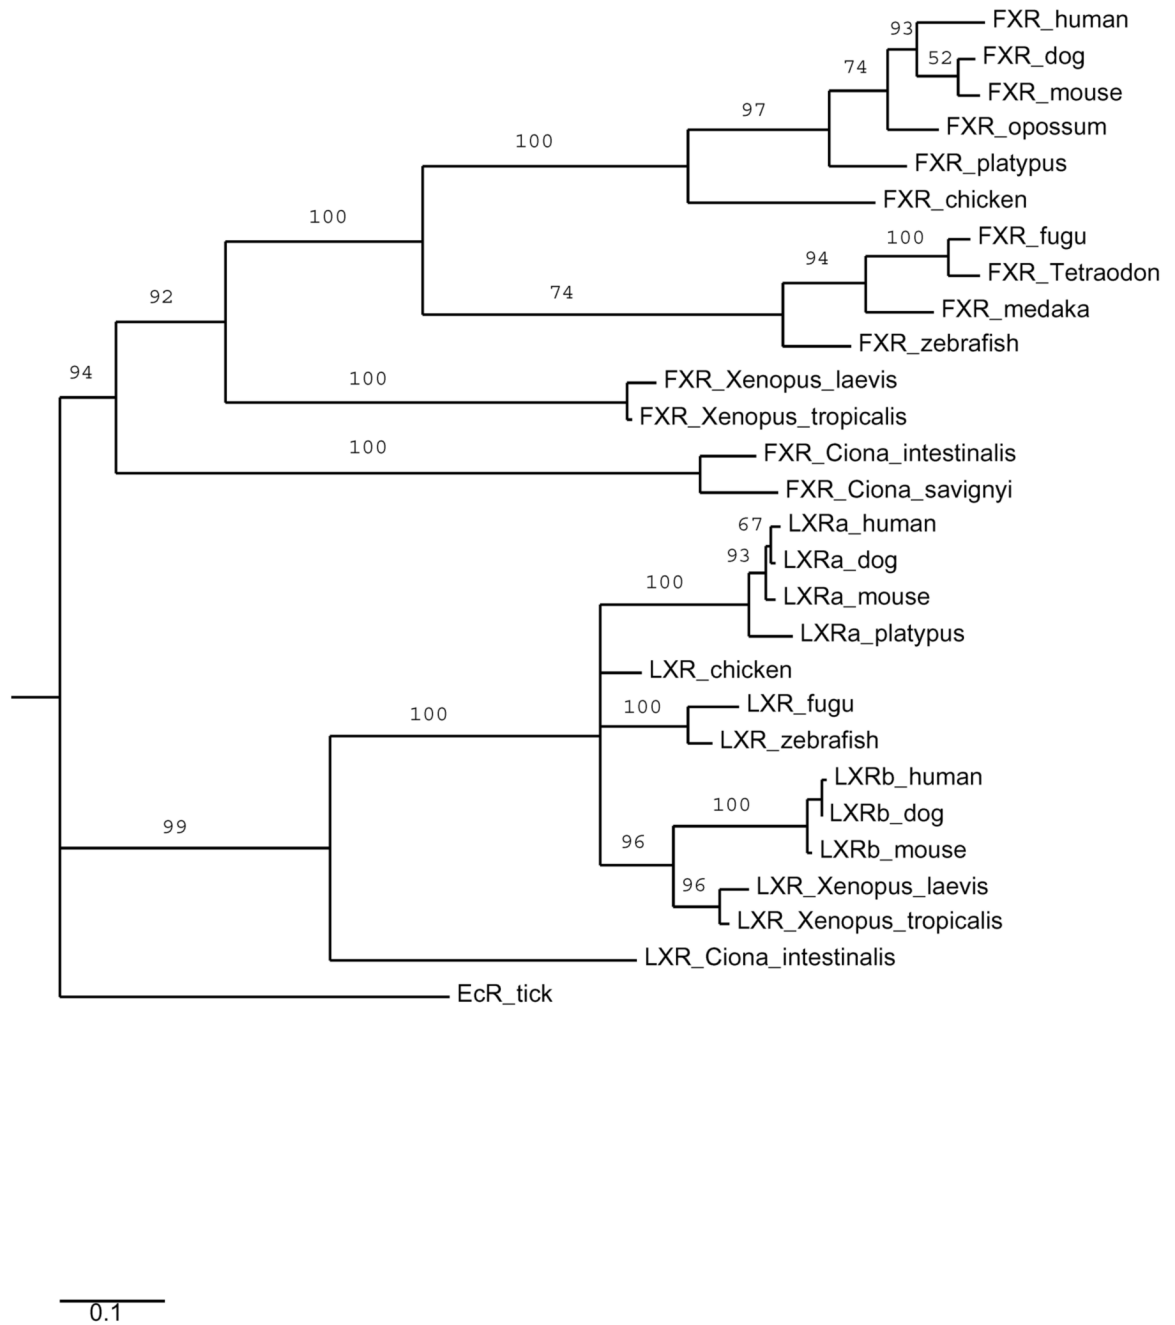 FXR_human
93
FXR_dog
52
74
FXR_mouse
97
FXR_opossum
100
FXR_platypus
FXR_chicken
100
FXR_fugu
100
94
FXR_Tetraodon
92
74
FXR_medaka
FXR_zebrafish
94
100
FXR_Xenopus_laevis
FXR_Xenopus_tropicalis
100
FXR_Ciona_intestinalis
FXR_Ciona_savignyi
67
LXRa_human
93
LXRa_dog
100
LXRa_mouse
LXRa_platypus
LXR_chicken
100
100
LXR_fugu
LXR_zebrafish
LXRb_human
100
LXRb_dog
99
96
LXRb_mouse
96
LXR_Xenopus_laevis
LXR_Xenopus_tropicalis
LXR_Ciona_intestinalis
EcR_tick
0.1